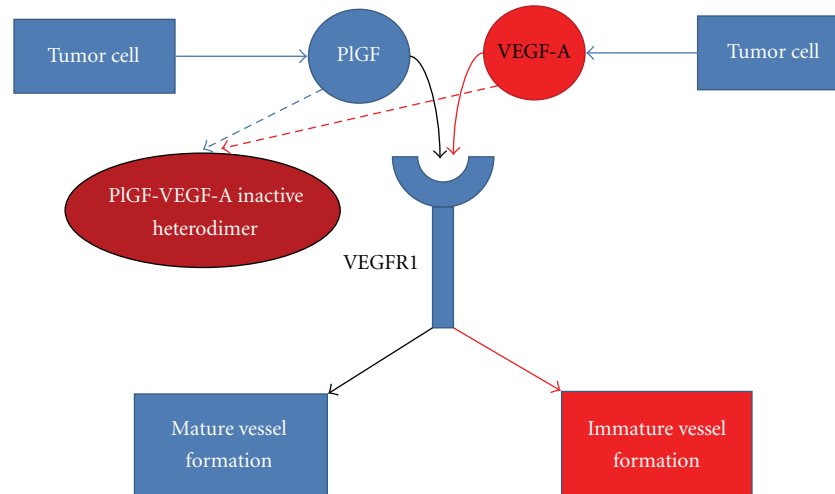 Tumor cell
PlGF
VEGF-A
Tumor cell
PlGF-VEGF-A inactive
heterodimer
VEGFR1
Mature vessel
formation
Immature vessel
formation